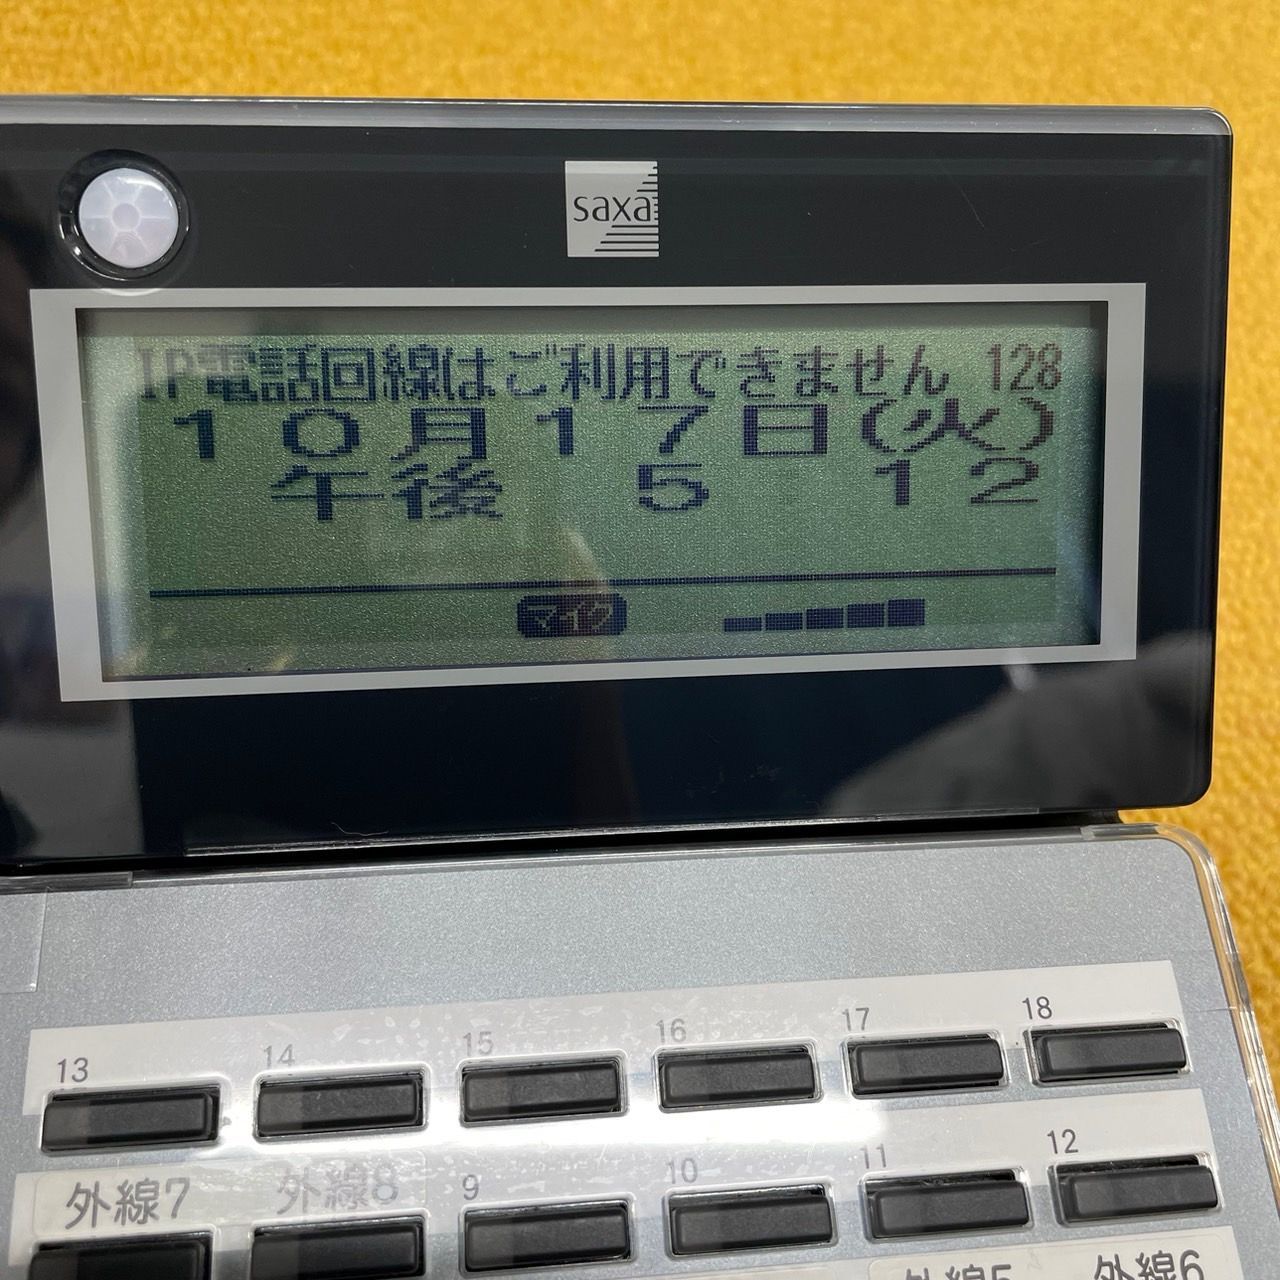 saxa
IP電話回線はご利用できません 128
10月17日(火)
午後 5 12
マイク
13 14 15 16 17 18
外線7 外線8 9 10 11 12
外線5 外線6